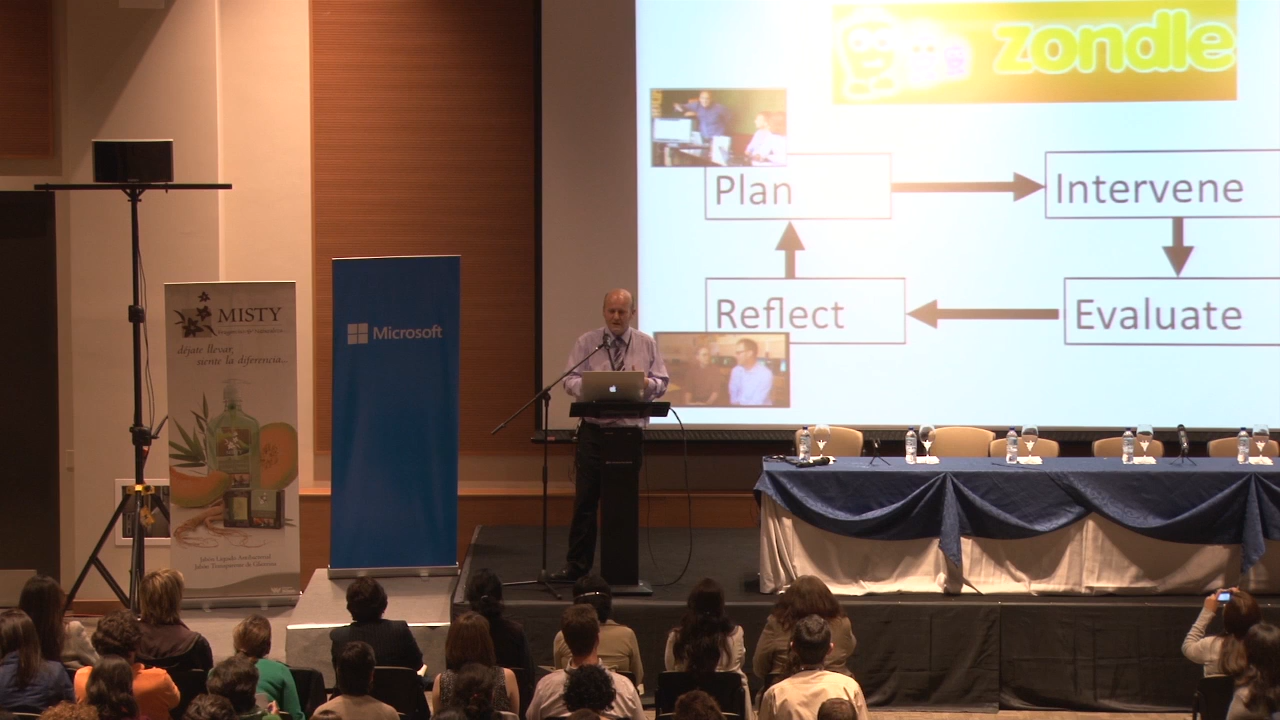 zondle
Plan
Intervene
Reflect
Evaluate
MISTY
déjate llevar,
siente la diferencia...
Microsoft